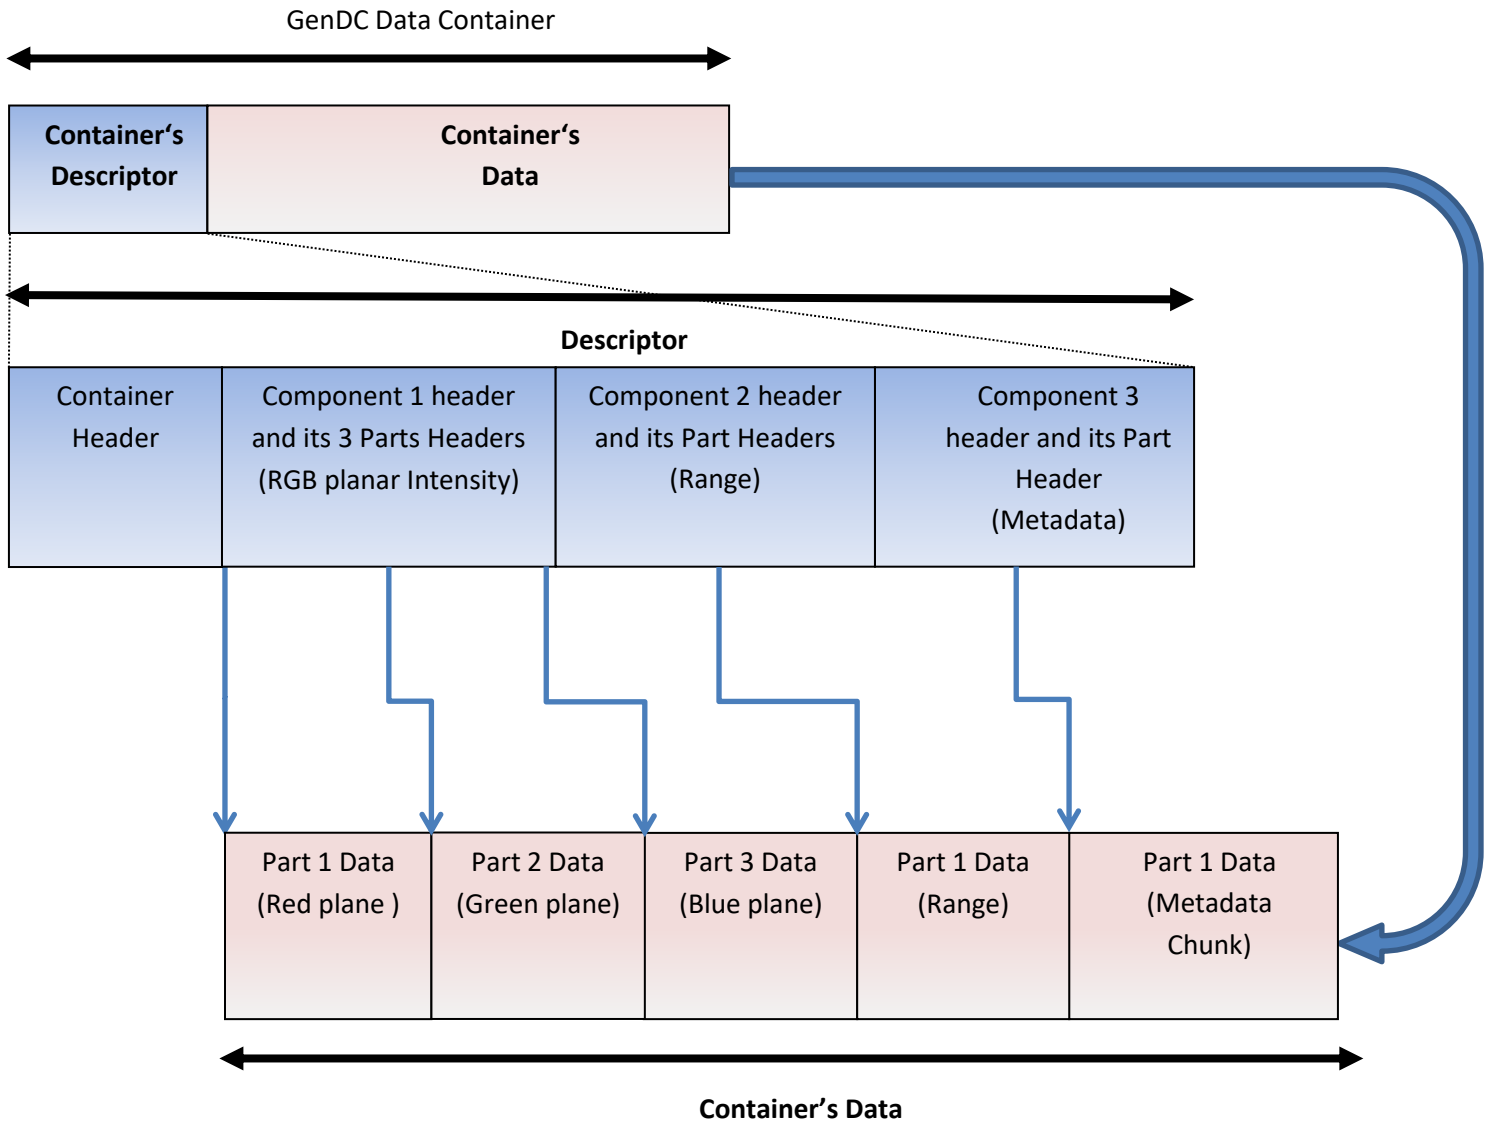 GenDC Data Container
Container‘s
Descriptor
Container‘s
Data
Descriptor
Container
Header
Component 1 header
and its 3 Parts Headers
(RGB planar Intensity)
Component 2 header
and its Part Headers
(Range)
Component 3
header and its Part
Header
(Metadata)
Part 1 Data
(Red plane )
Part 2 Data
(Green plane)
Part 3 Data
(Blue plane)
Part 1 Data
(Range)
Part 1 Data
(Metadata
Chunk)
Container’s Data